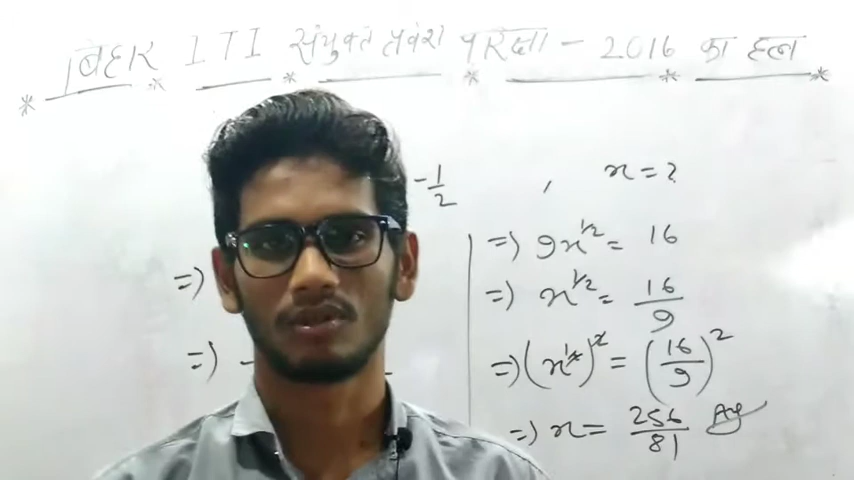 बिहार ITI संयुक्त प्रवेश परिक्षा - 2016 का हल
-1/2 , x = ?
=) 9x^1/2 = 16
=) x^1/2 = 16/9
=) (x^1/2)^2 = (16/9)^2
=) x = 256/81 Ans
=)
=) -